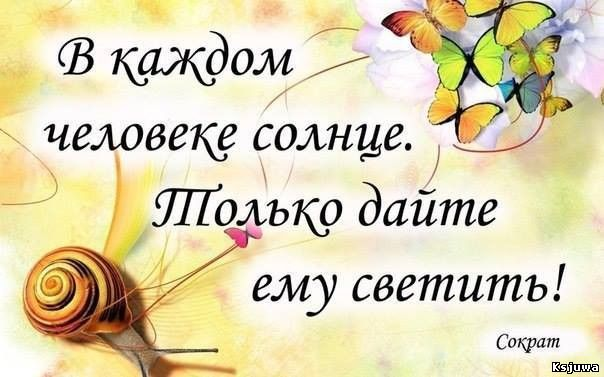 В каждом
человеке солнце.
Только дайте
ему светить!
Сократ
Ksjuwa